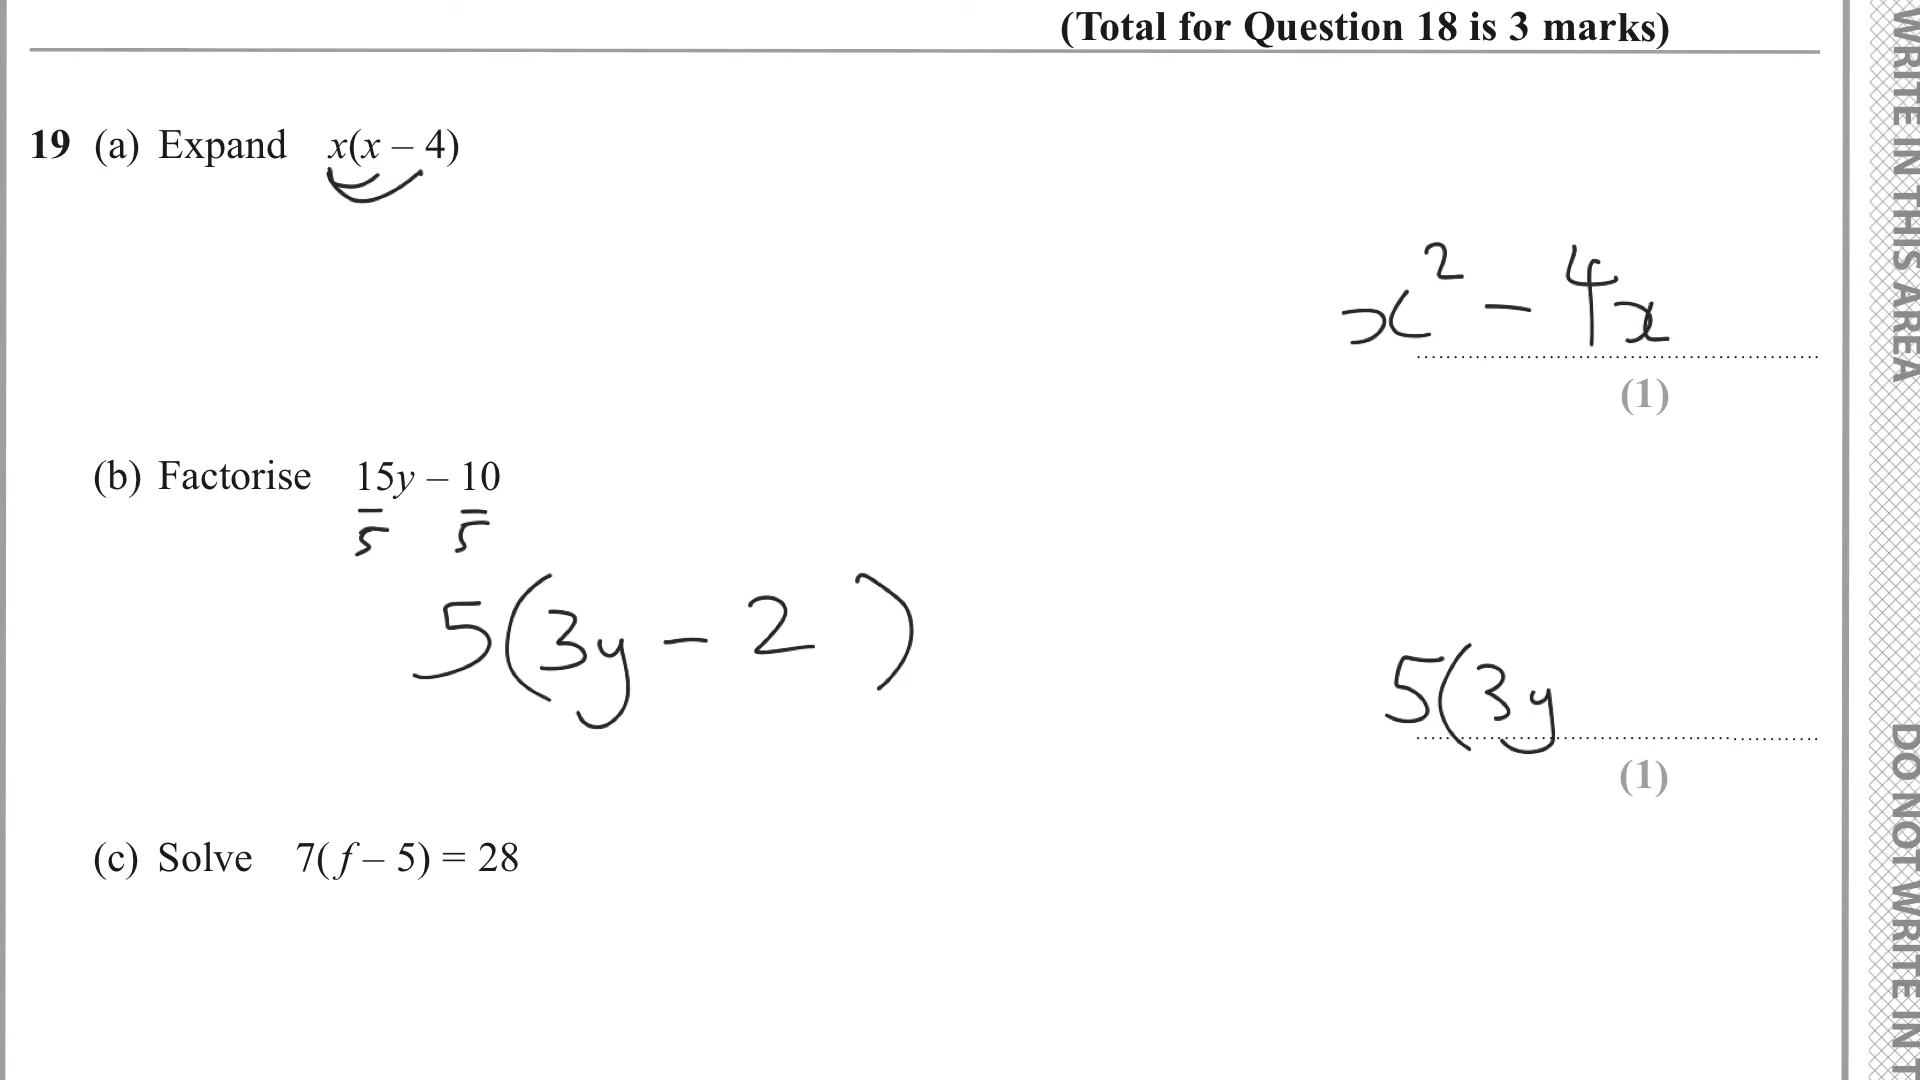 (Total for Question 18 is 3 marks)
19 (a) Expand x(x – 4)
x² – 4x
(1)
(b) Factorise 15y – 10
5 5
5(3y – 2)
5(3y
(1)
(c) Solve 7(f – 5) = 28
WRITE IN THIS AREA
DO NOT WRITE IN T